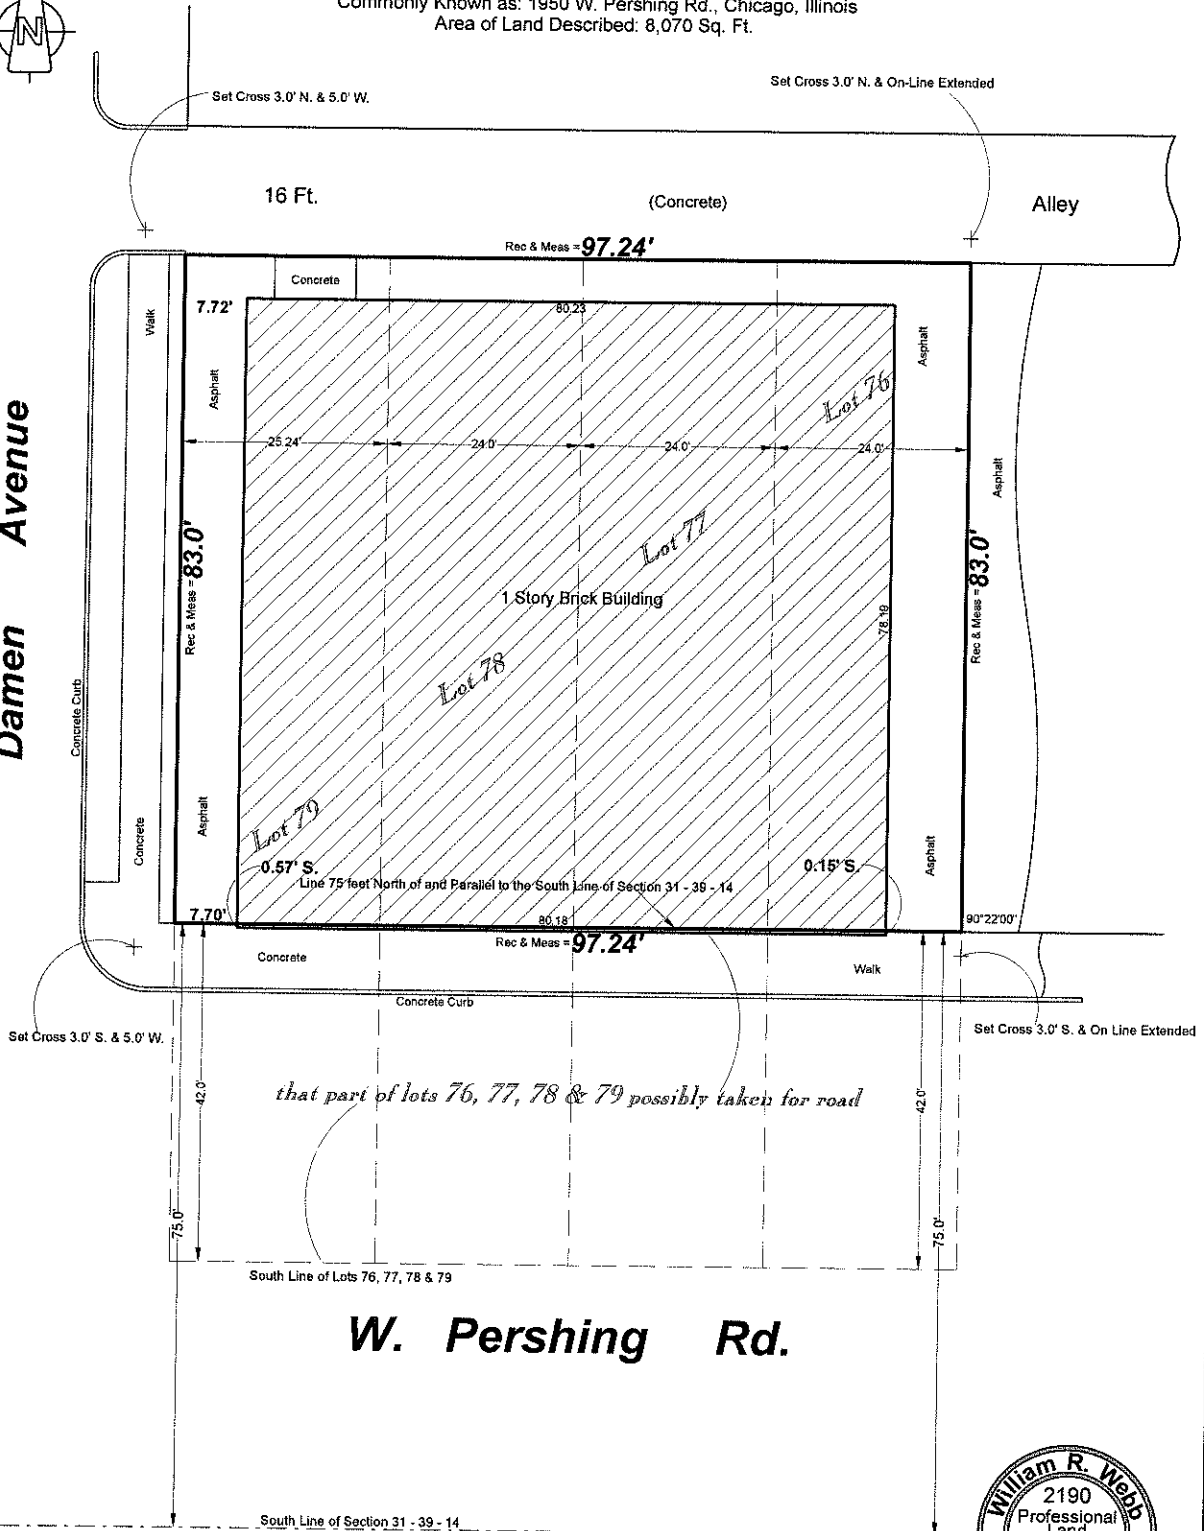 Commonly Known as: 1950 W. Pershing Rd., Chicago, Illinois
Area of Land Described: 8,070 Sq. Ft.
N
Set Cross 3.0' N. & 5.0' W.
Set Cross 3.0' N. & On-Line Extended
16 Ft.
(Concrete)
Alley
Rec & Meas = 97.24'
Concrete
7.72'
80.23
Walk
Asphalt
Asphalt
Lot 76
25.24'
24.0'
24.0'
24.0'
Asphalt
Damen Avenue
Rec & Meas = 83.0'
Lot 77
Rec & Meas = 83.0'
1 Story Brick Building
78.19
Lot 78
Concrete Curb
Concrete
Asphalt
Lot 79
Asphalt
0.57' S.
0.15' S.
Line 75 feet North of and Parallel to the South Line of Section 31 - 39 - 14
7.70'
80.18
90°22'00"
Rec & Meas = 97.24'
Concrete
Walk
Concrete Curb
Set Cross 3.0' S. & 5.0' W.
Set Cross 3.0' S. & On Line Extended
42.0'
that part of lots 76, 77, 78 & 79 possibly taken for road
42.0'
75.0'
75.0'
South Line of Lots 76, 77, 78 & 79
W. Pershing Rd.
South Line of Section 31 - 39 - 14
William R. Webb
2190
Professional
Land